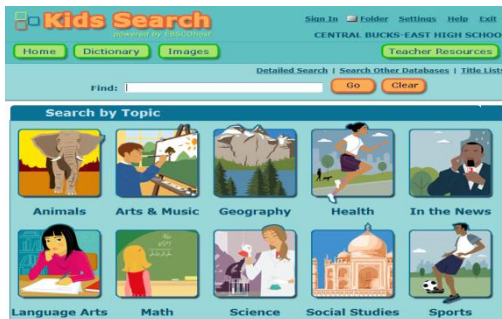 Kids Search
powered by EBSCOhost
Sign In Folder Settings Help Exit
CENTRAL BUCKS-EAST HIGH SCHOO
Home Dictionary Images Teacher Resources
Detailed Search | Search Other Databases | Title List
Find: Go Clear
Search by Topic
Animals Arts & Music Geography Health In the News
Language Arts Math Science Social Studies Sports